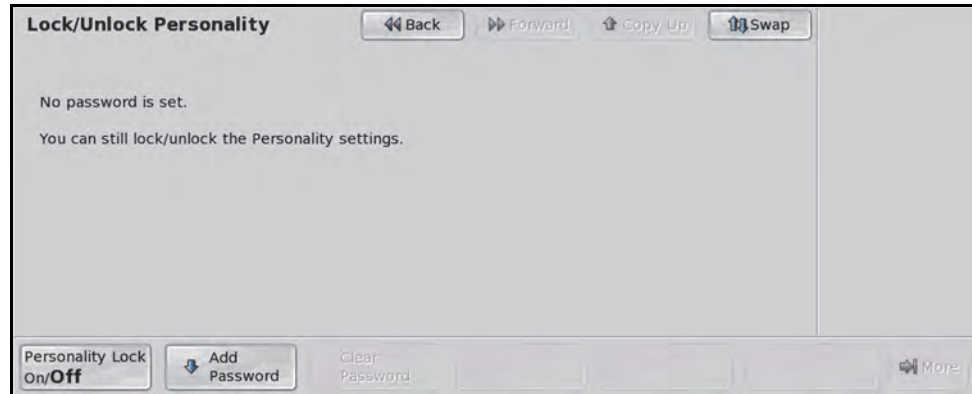 Lock/Unlock Personality
Back
Forward
Copy Up
Swap
No password is set.
You can still lock/unlock the Personality settings.
Personality Lock
On/Off
Add
Password
Clear
Password
More